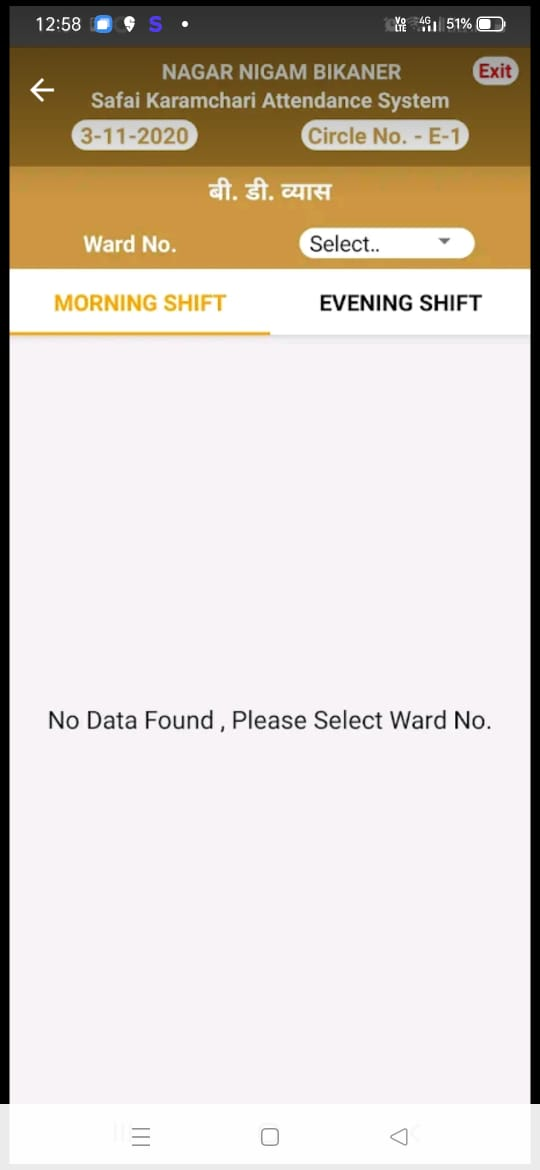 12:58 S 4G 51%
NAGAR NIGAM BIKANER Exit
Safai Karamchari Attendance System
3-11-2020 Circle No. - E-1
बी. डी. व्यास
Ward No. Select..
MORNING SHIFT EVENING SHIFT
No Data Found , Please Select Ward No.